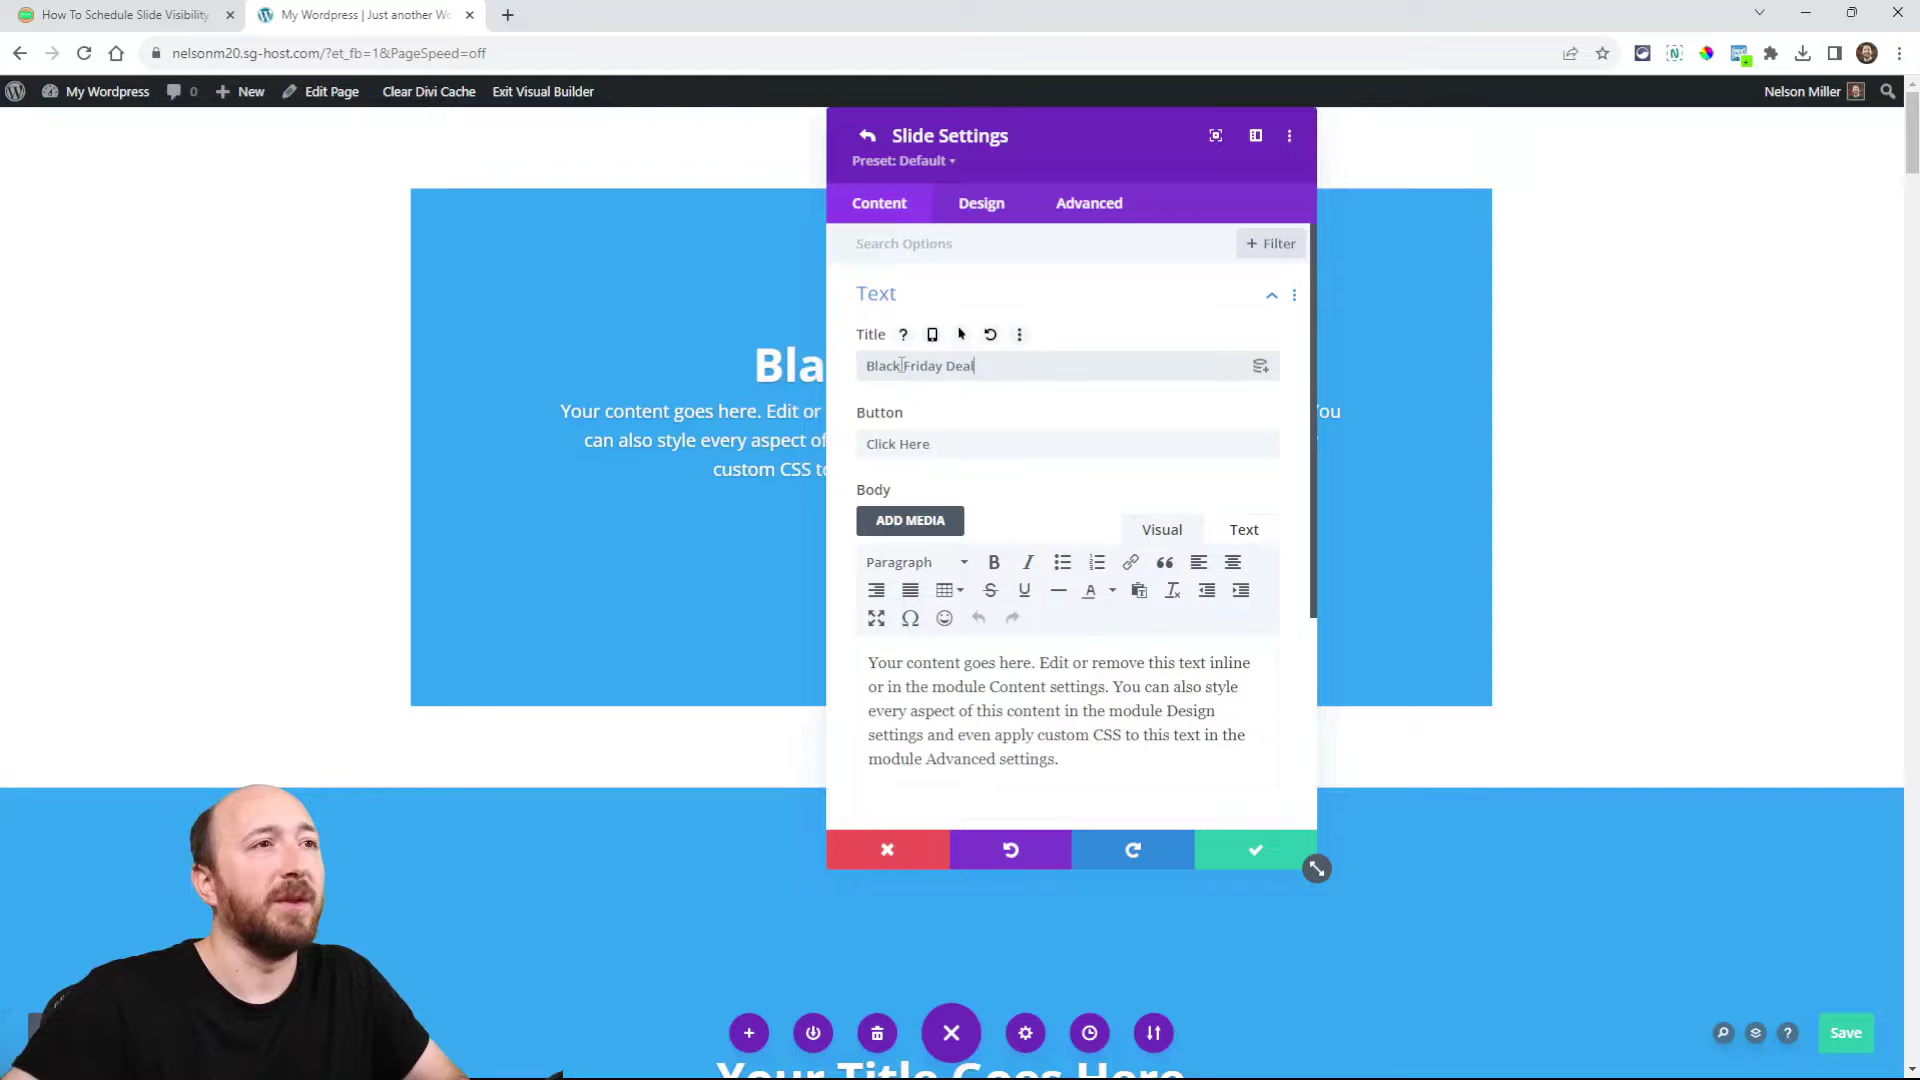 How To Schedule Slide Visibility
My Wordpress | Just another Wo
nelsonm20.sg-host.com/?et_fb=1&PageSpeed=off
My Wordpress
0
New
Edit Page
Clear Divi Cache
Exit Visual Builder
Nelson Miller
Slide Settings
Preset: Default
Content
Design
Advanced
Search Options
+ Filter
Text
Title
Black Friday Deal
Button
Click Here
Body
ADD MEDIA
Visual
Text
Paragraph
Your content goes here. Edit or remove this text inline
or in the module Content settings. You can also style
every aspect of this content in the module Design
settings and even apply custom CSS to this text in the
module Advanced settings.
Bla
Your content goes here. Edit or
can also style every aspect of
custom CSS to
ou
Save
Your Title Goes Here